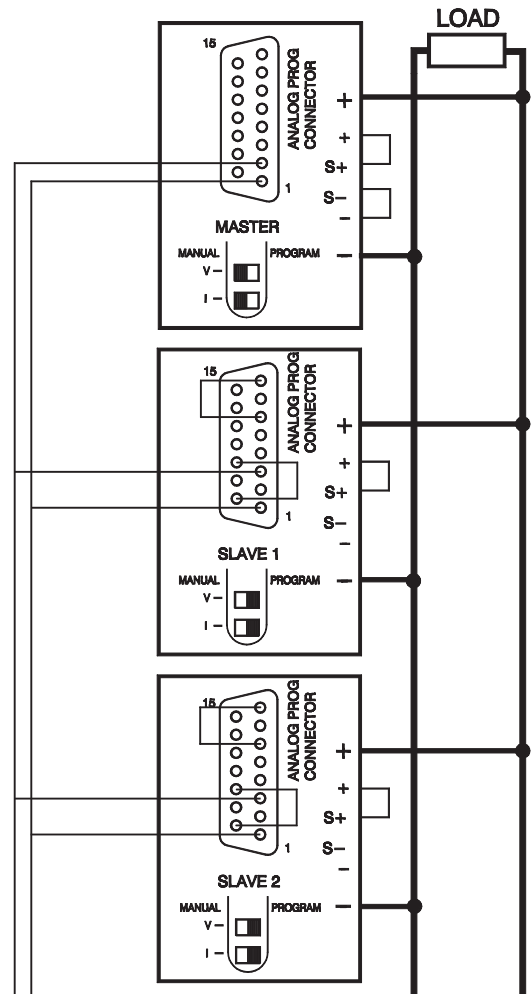 LOAD
15
ANALOG PROG
CONNECTOR
+
+
S+
S−
−
1
MASTER
MANUAL
PROGRAM
V −
−
I −
15
ANALOG PROG
CONNECTOR
+
+
S+
S−
−
1
SLAVE 1
MANUAL
PROGRAM
−
V −
I −
15
ANALOG PROG
CONNECTOR
+
+
S+
S−
−
1
SLAVE 2
MANUAL
PROGRAM
−
V −
I −